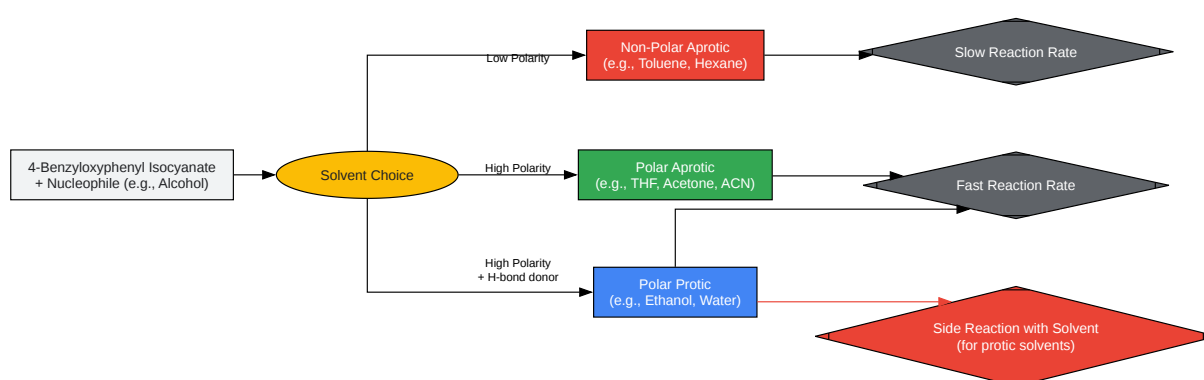 Non-Polar Aprotic
(e.g., Toluene, Hexane)
Low Polarity
Slow Reaction Rate
4-Benzyloxyphenyl Isocyanate
+ Nucleophile (e.g., Alcohol)
Solvent Choice
High Polarity
Polar Aprotic
(e.g., THF, Acetone, ACN)
Fast Reaction Rate
High Polarity
+ H-bond donor
Polar Protic
(e.g., Ethanol, Water)
Side Reaction with Solvent
(for protic solvents)